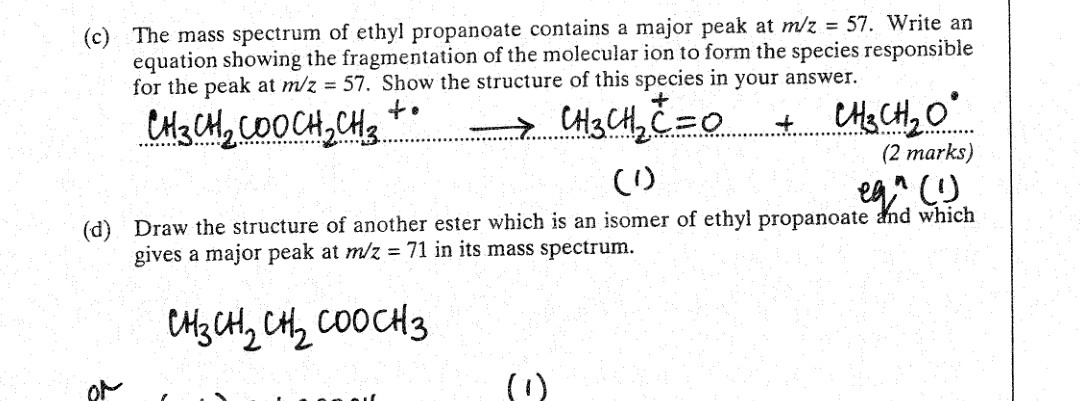 (c) The mass spectrum of ethyl propanoate contains a major peak at m/z = 57. Write an
equation showing the fragmentation of the molecular ion to form the species responsible
for the peak at m/z = 57. Show the structure of this species in your answer.
CH₃CH₂COOCH₂CH₃ +• → CH₃CH₂C⁺=O + CH₃CH₂O•
(2 marks)
(1) eqⁿ (1)
(d) Draw the structure of another ester which is an isomer of ethyl propanoate and which
gives a major peak at m/z = 71 in its mass spectrum.
CH₃CH₂CH₂COOCH₃
or (1)